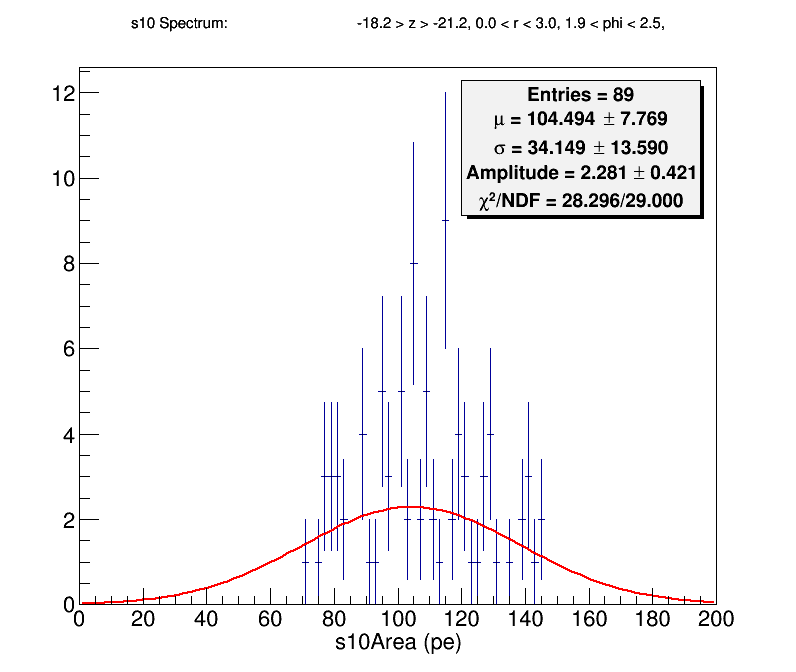 s10 Spectrum: -18.2 > z > -21.2, 0.0 < r < 3.0, 1.9 < phi < 2.5,
Entries = 89
μ = 104.494 ± 7.769
σ = 34.149 ± 13.590
Amplitude = 2.281 ± 0.421
χ²/NDF = 28.296/29.000
12
10
8
6
4
2
0
0 20 40 60 80 100 120 140 160 180 200
s10Area (pe)